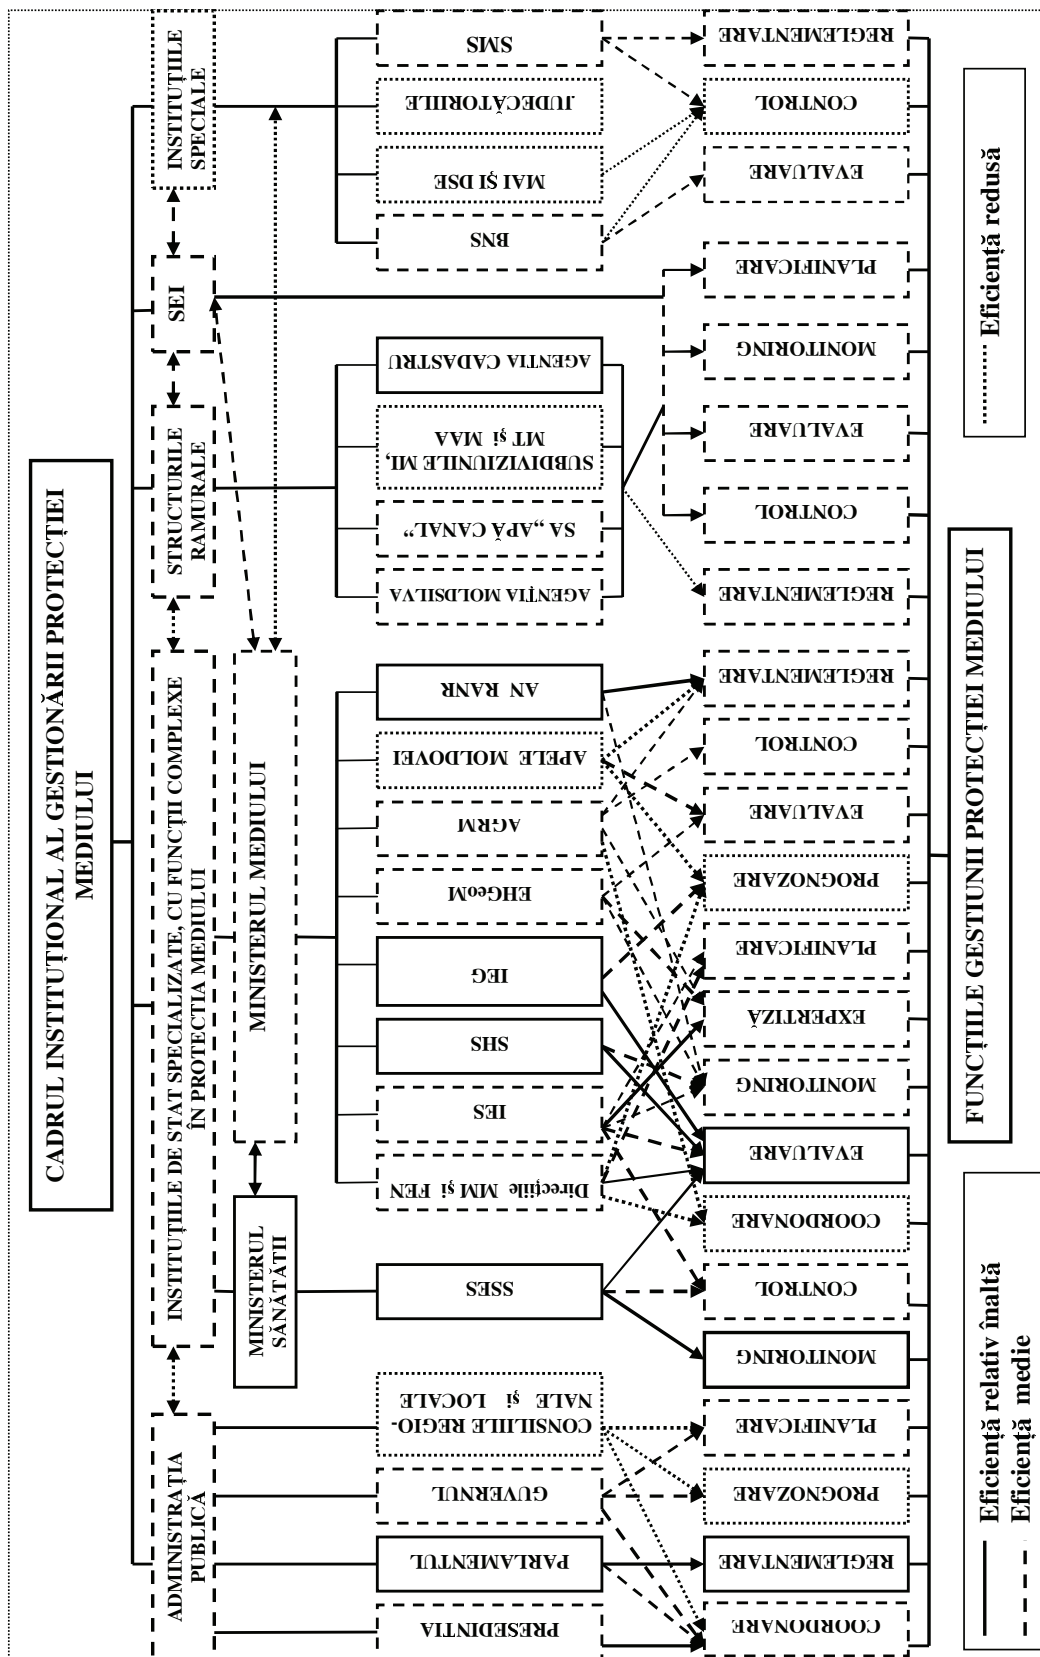 CADRUL INSTITUȚIONAL AL GESTIONĂRII PROTECȚIEI
MEDIULUI
ADMINISTRAȚIA
PUBLICĂ
INSTITUȚIILE DE STAT SPECIALIZATE, CU FUNCȚII COMPLEXE
ÎN PROTECTIA MEDIULUI
STRUCTURILE
RAMURALE
SEI
INSTITUȚIILE
SPECIALE
MINISTERUL
SĂNĂTĂTII
MINISTERUL MEDIULUI
PRESEDINTIA
PARLAMENTUL
GUVERNUL
CONSILIILE REGIO-
NALE și LOCALE
SSES
Direcțiile MM și FEN
IES
SHS
IEG
EHGeoM
AGRM
APELE MOLDOVEI
AN RANR
AGENȚIA MOLDSILVA
SA „APĂ CANAL”
SUBDIVIZIUNILE MI,
MT și MAA
AGENTIA CADASTRU
BNS
MAI ȘI DSE
JUDECĂTORIILE
SMS
COORDONARE
REGLEMENTARE
PROGNOZARE
PLANIFICARE
MONITORING
CONTROL
COORDONARE
EVALUARE
MONITORING
EXPERTIZĂ
PLANIFICARE
PROGNOZARE
EVALUARE
CONTROL
REGLEMENTARE
REGLEMENTARE
CONTROL
EVALUARE
MONITORING
PLANIFICARE
EVALUARE
CONTROL
REGLEMENTARE
FUNCȚIILE GESTIUNII PROTECȚIEI MEDIULUI
Eficiență relativ înaltă
Eficiență medie
Eficiență redusă